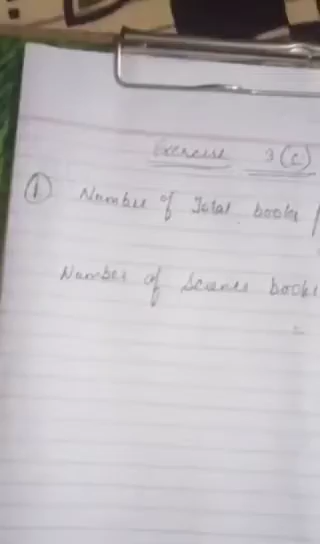 Exercise 3(c)
① Number of Total books
Number of Science books
=